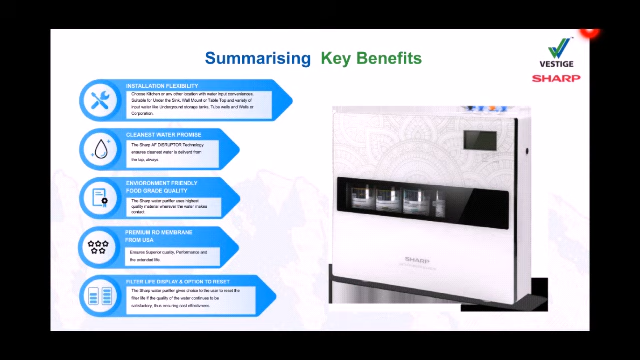 Summarising Key Benefits
VESTIGE
SHARP
INSTALLATION FLEXIBILITY
Choose Kitchen or any other location with water input conveniences.
Suitable for Under the Sink, Wall Mount or Table Top and variety of
input water like Underground storage tanks, Tube wells and Wells or
Corporation.
CLEANEST WATER PROMISE
The Sharp AF DISRUPTOR Technology
ensures cleanest water is delivered from
the tap, always
ENVIORNMENT FRIENDLY
FOOD GRADE QUALITY
The Sharp water purifier uses highest
quality material wherever the water makes
contact
PREMIUM RO MEMBRANE
FROM USA
Ensures Superior quality, Performance and
the extended life
FILTER LIFE DISPLAY & OPTION TO RESET
The Sharp water purifier gives choice to the user to reset the
filter life if the quality of the water continues to be
satisfactory, thus ensuring cost effectiveness
SHARP